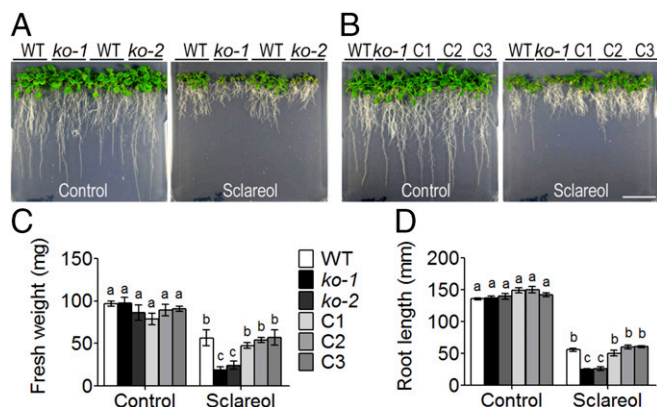 A
WT ko-1 WT ko-2 WT ko-1 WT ko-2
Control Sclareol
B
WT ko-1 C1 C2 C3 WT ko-1 C1 C2 C3
Control Sclareol
C
Fresh weight (mg)
150
100
50
0
a a a a a a
b c c b b b
Control Sclareol
WT
ko-1
ko-2
C1
C2
C3
D
Root length (mm)
200
150
100
50
0
a a a a a a
b c c b b b
Control Sclareol